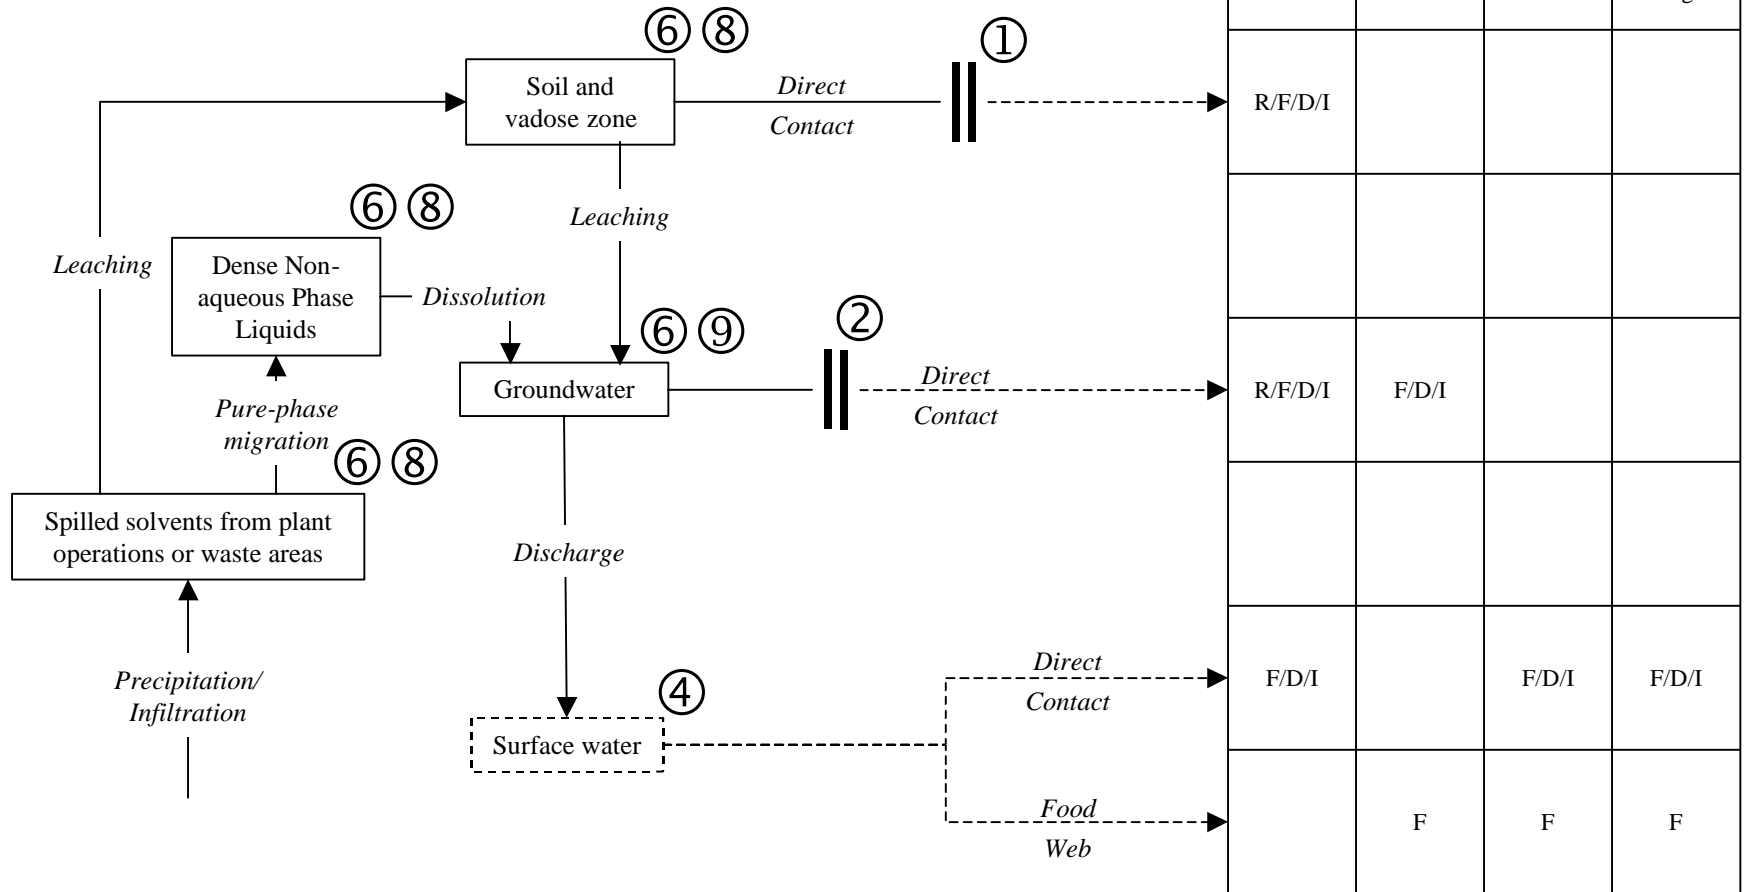 ⑥ ⑧
①
Soil and
vadose zone
Direct
Contact
R/F/D/I
⑥ ⑧
Leaching
Leaching
Dense Non-
aqueous Phase
Liquids
Dissolution
⑥ ⑨
②
Groundwater
Direct
Contact
R/F/D/I
F/D/I
Pure-phase
migration
⑥ ⑧
Spilled solvents from plant
operations or waste areas
Discharge
Precipitation/
Infiltration
④
Surface water
Direct
Contact
F/D/I
F/D/I
F/D/I
Food
Web
F
F
F